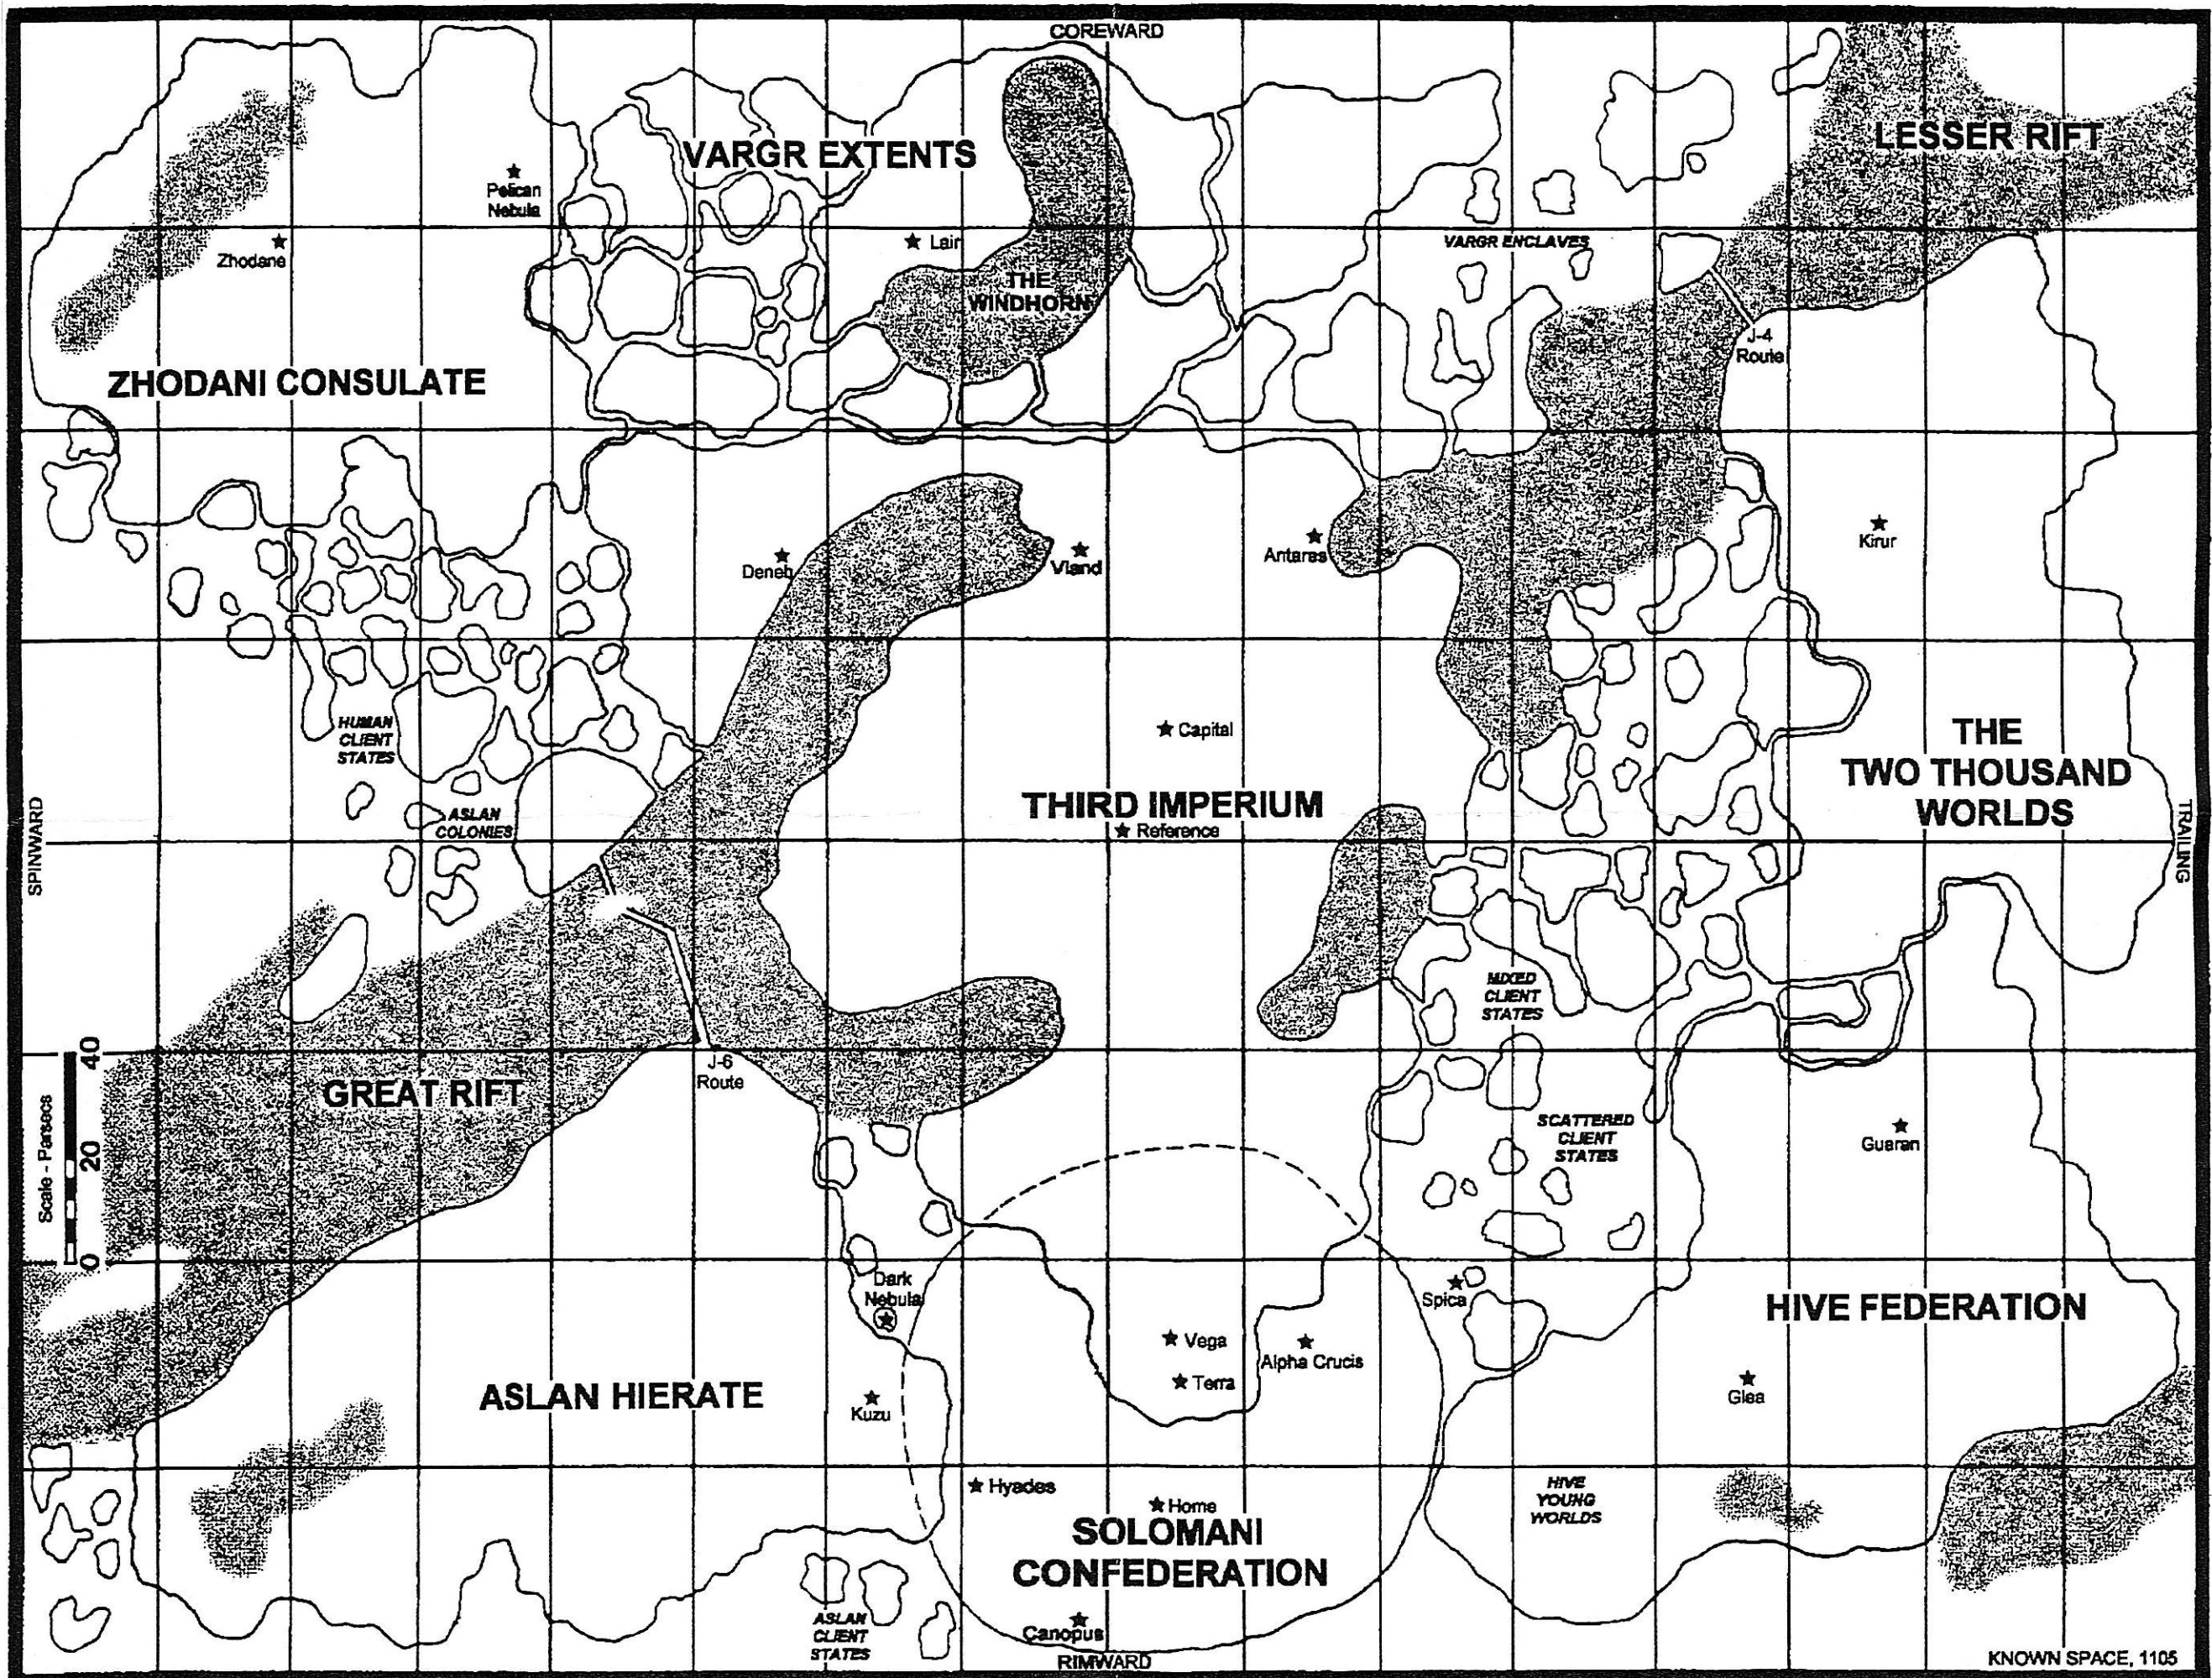 COREWARD
LESSER RIFT
VARGR EXTENTS
Pelican
Nebula
Zhodane
Lair
VARGR ENCLAVES
THE
WINDHORN
J-4
Route
ZHODANI CONSULATE
Deneb
Vland
Antares
Kirur
HUMAN
CLIENT
STATES
Capital
THE
TWO THOUSAND
WORLDS
THIRD IMPERIUM
Reference
ASLAN
COLONIES
SPINWARD
TRAILING
MIXED
CLIENT
STATES
J-6
Route
GREAT RIFT
Scale - Parsecs
0
20
40
SCATTERED
CLIENT
STATES
Guaran
Dark
Nebula
Spica
HIVE FEDERATION
Vega
Alpha Crucis
Terra
Glea
ASLAN HIERATE
Kuzu
Hyades
Home
HIVE
YOUNG
WORLDS
SOLOMANI
CONFEDERATION
ASLAN
CLIENT
STATES
Canopus
RIMWARD
KNOWN SPACE, 1105